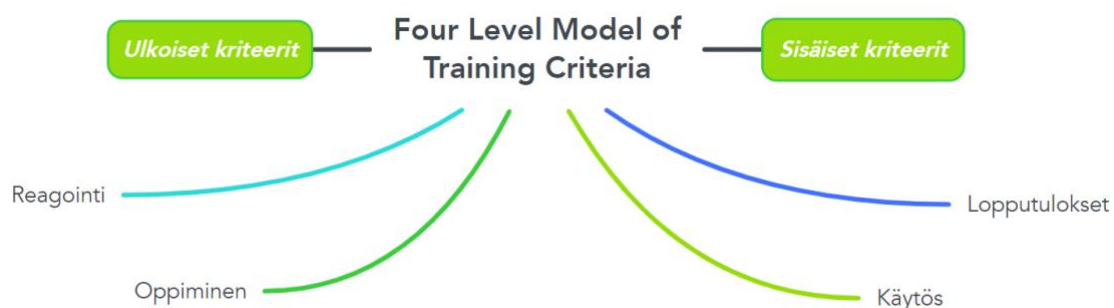 Ulkoiset kriteerit
Four Level Model of
Training Criteria
Sisäiset kriteerit
Reagointi
Lopputulokset
Oppiminen
Käytös